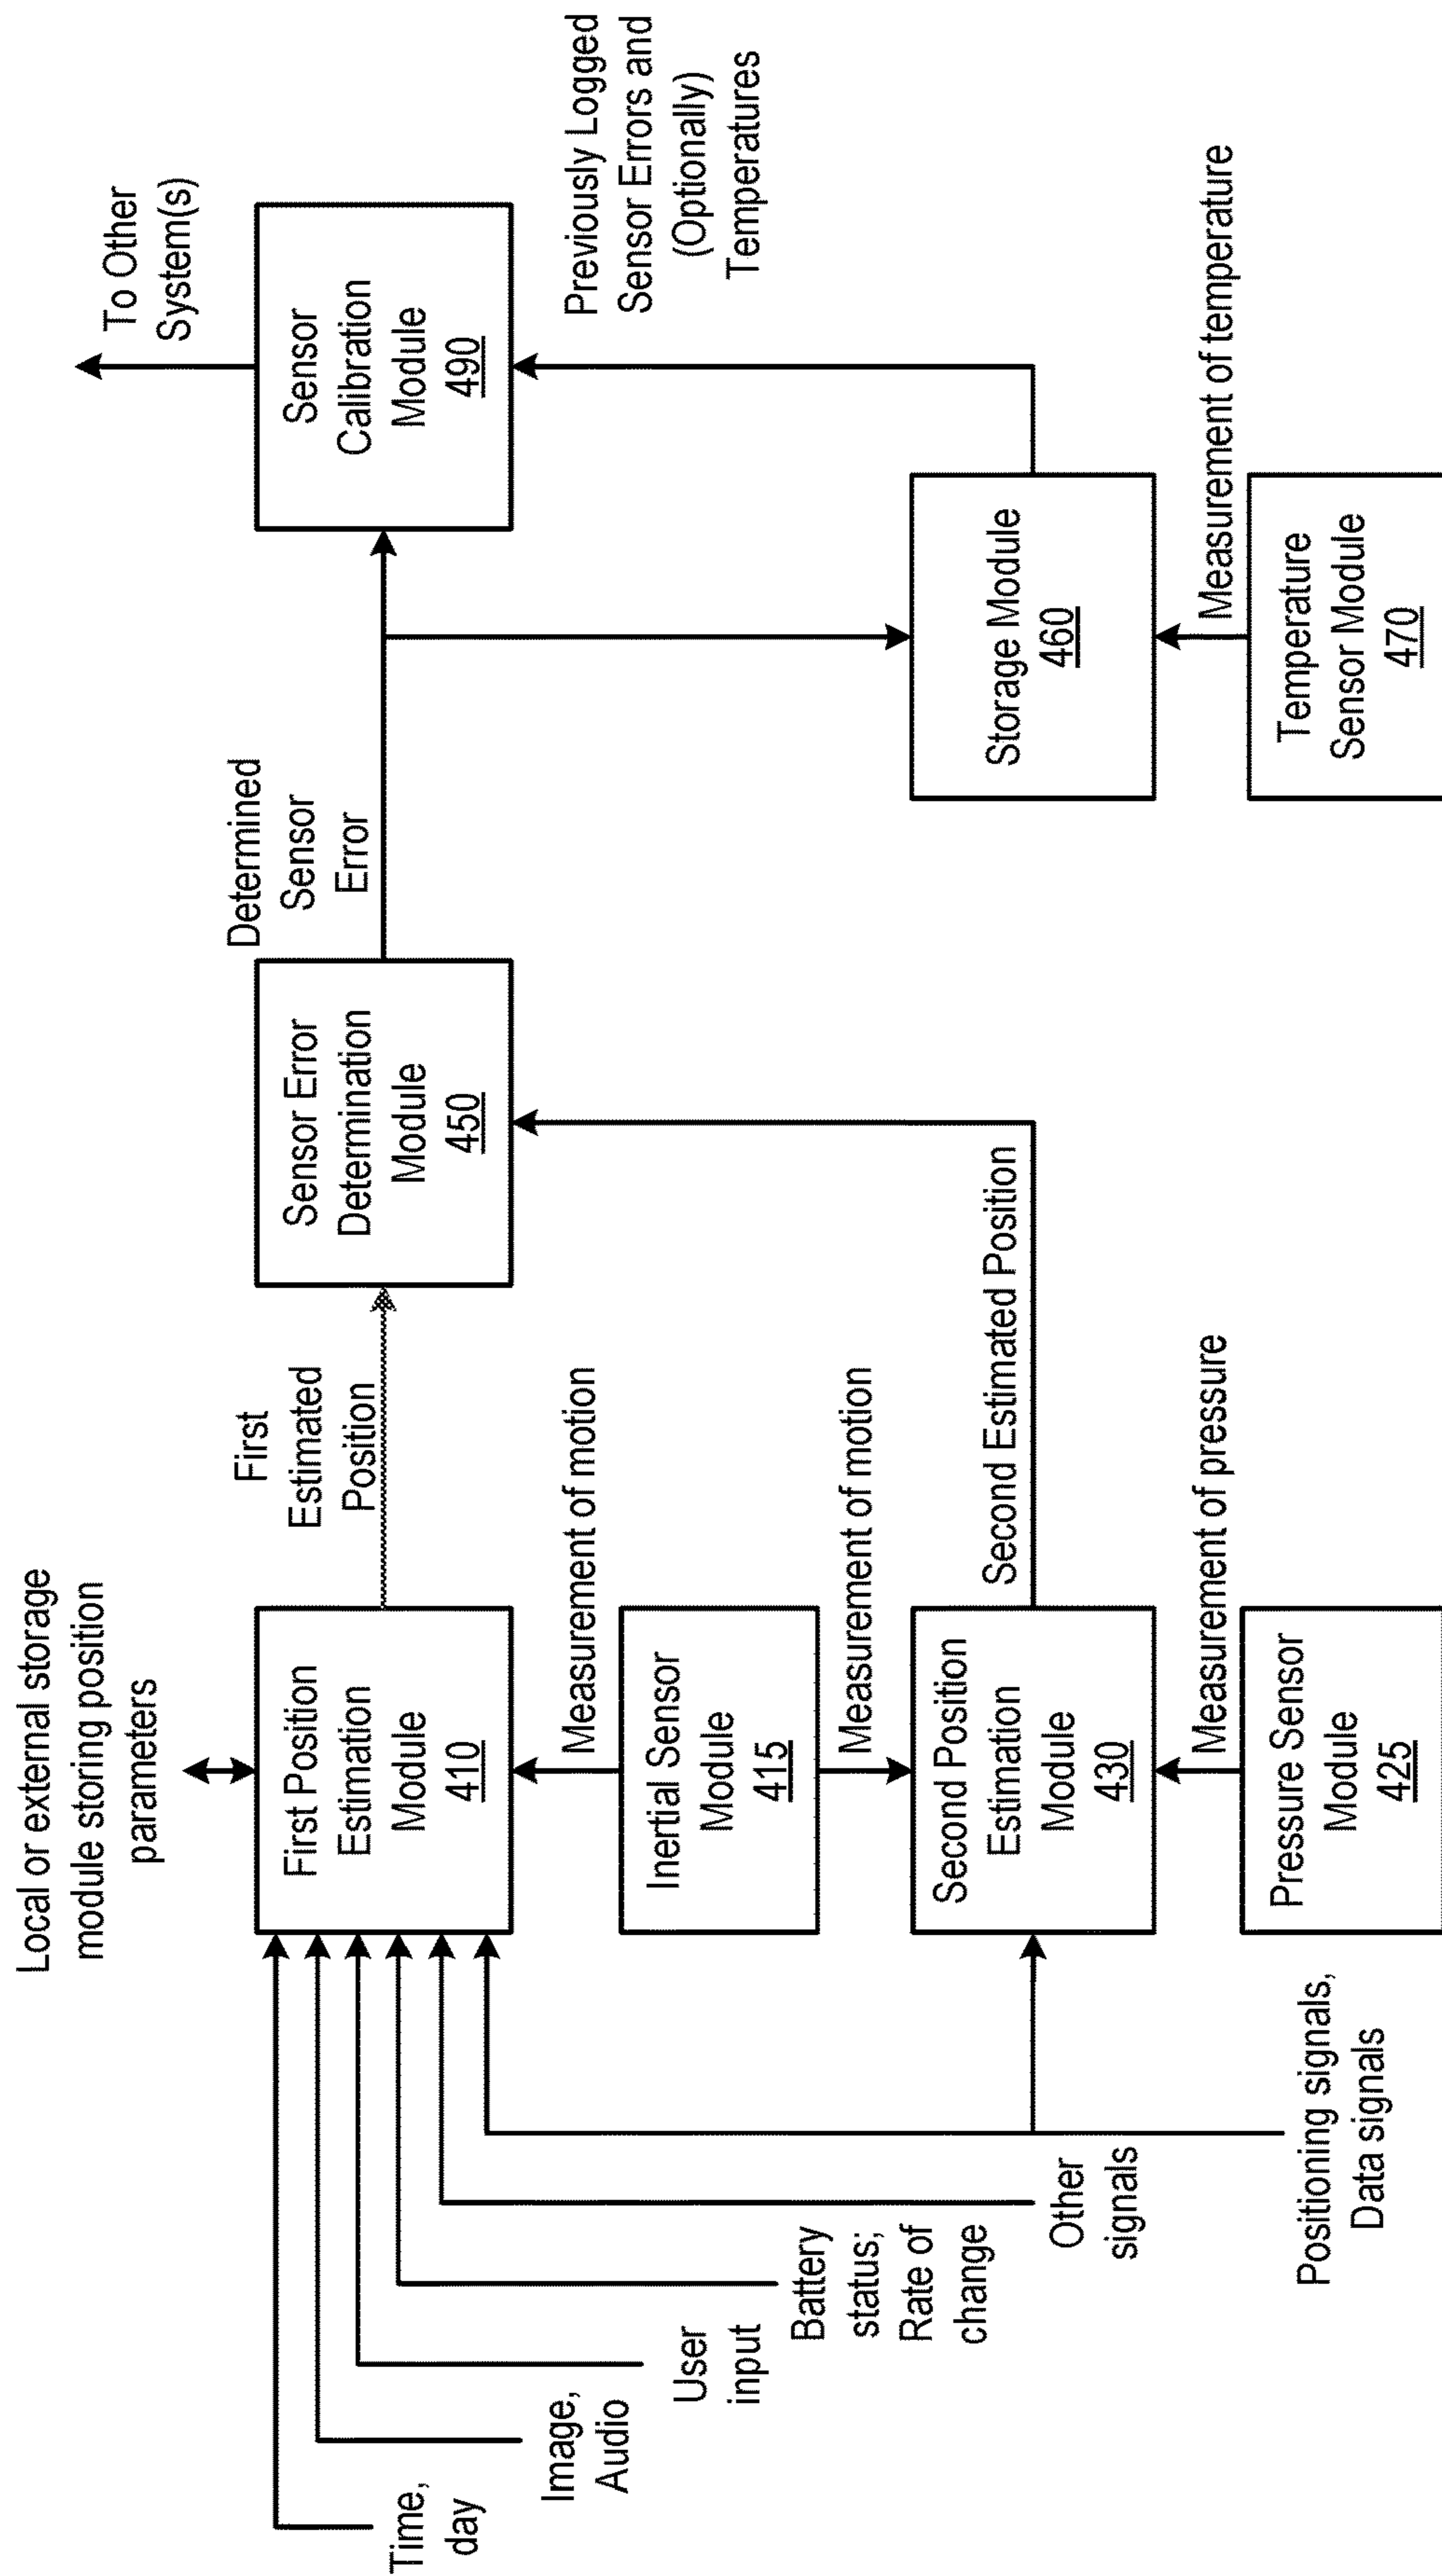 Local or external storage
module storing position
parameters
To Other
System(s)
Time,
day
Image,
Audio
User
input
Battery
status;
Rate of
change
Other
signals
Positioning signals,
Data signals
First Position
Estimation
Module
410
First
Estimated
Position
Sensor Error
Determination
Module
450
Determined
Sensor
Error
Sensor
Calibration
Module
490
Measurement of motion
Inertial Sensor
Module
415
Measurement of motion
Second Position
Estimation
Module
430
Second Estimated Position
Measurement of pressure
Pressure Sensor
Module
425
Previously Logged
Sensor Errors and
(Optionally)
Temperatures
Storage Module
460
Measurement of temperature
Temperature
Sensor Module
470